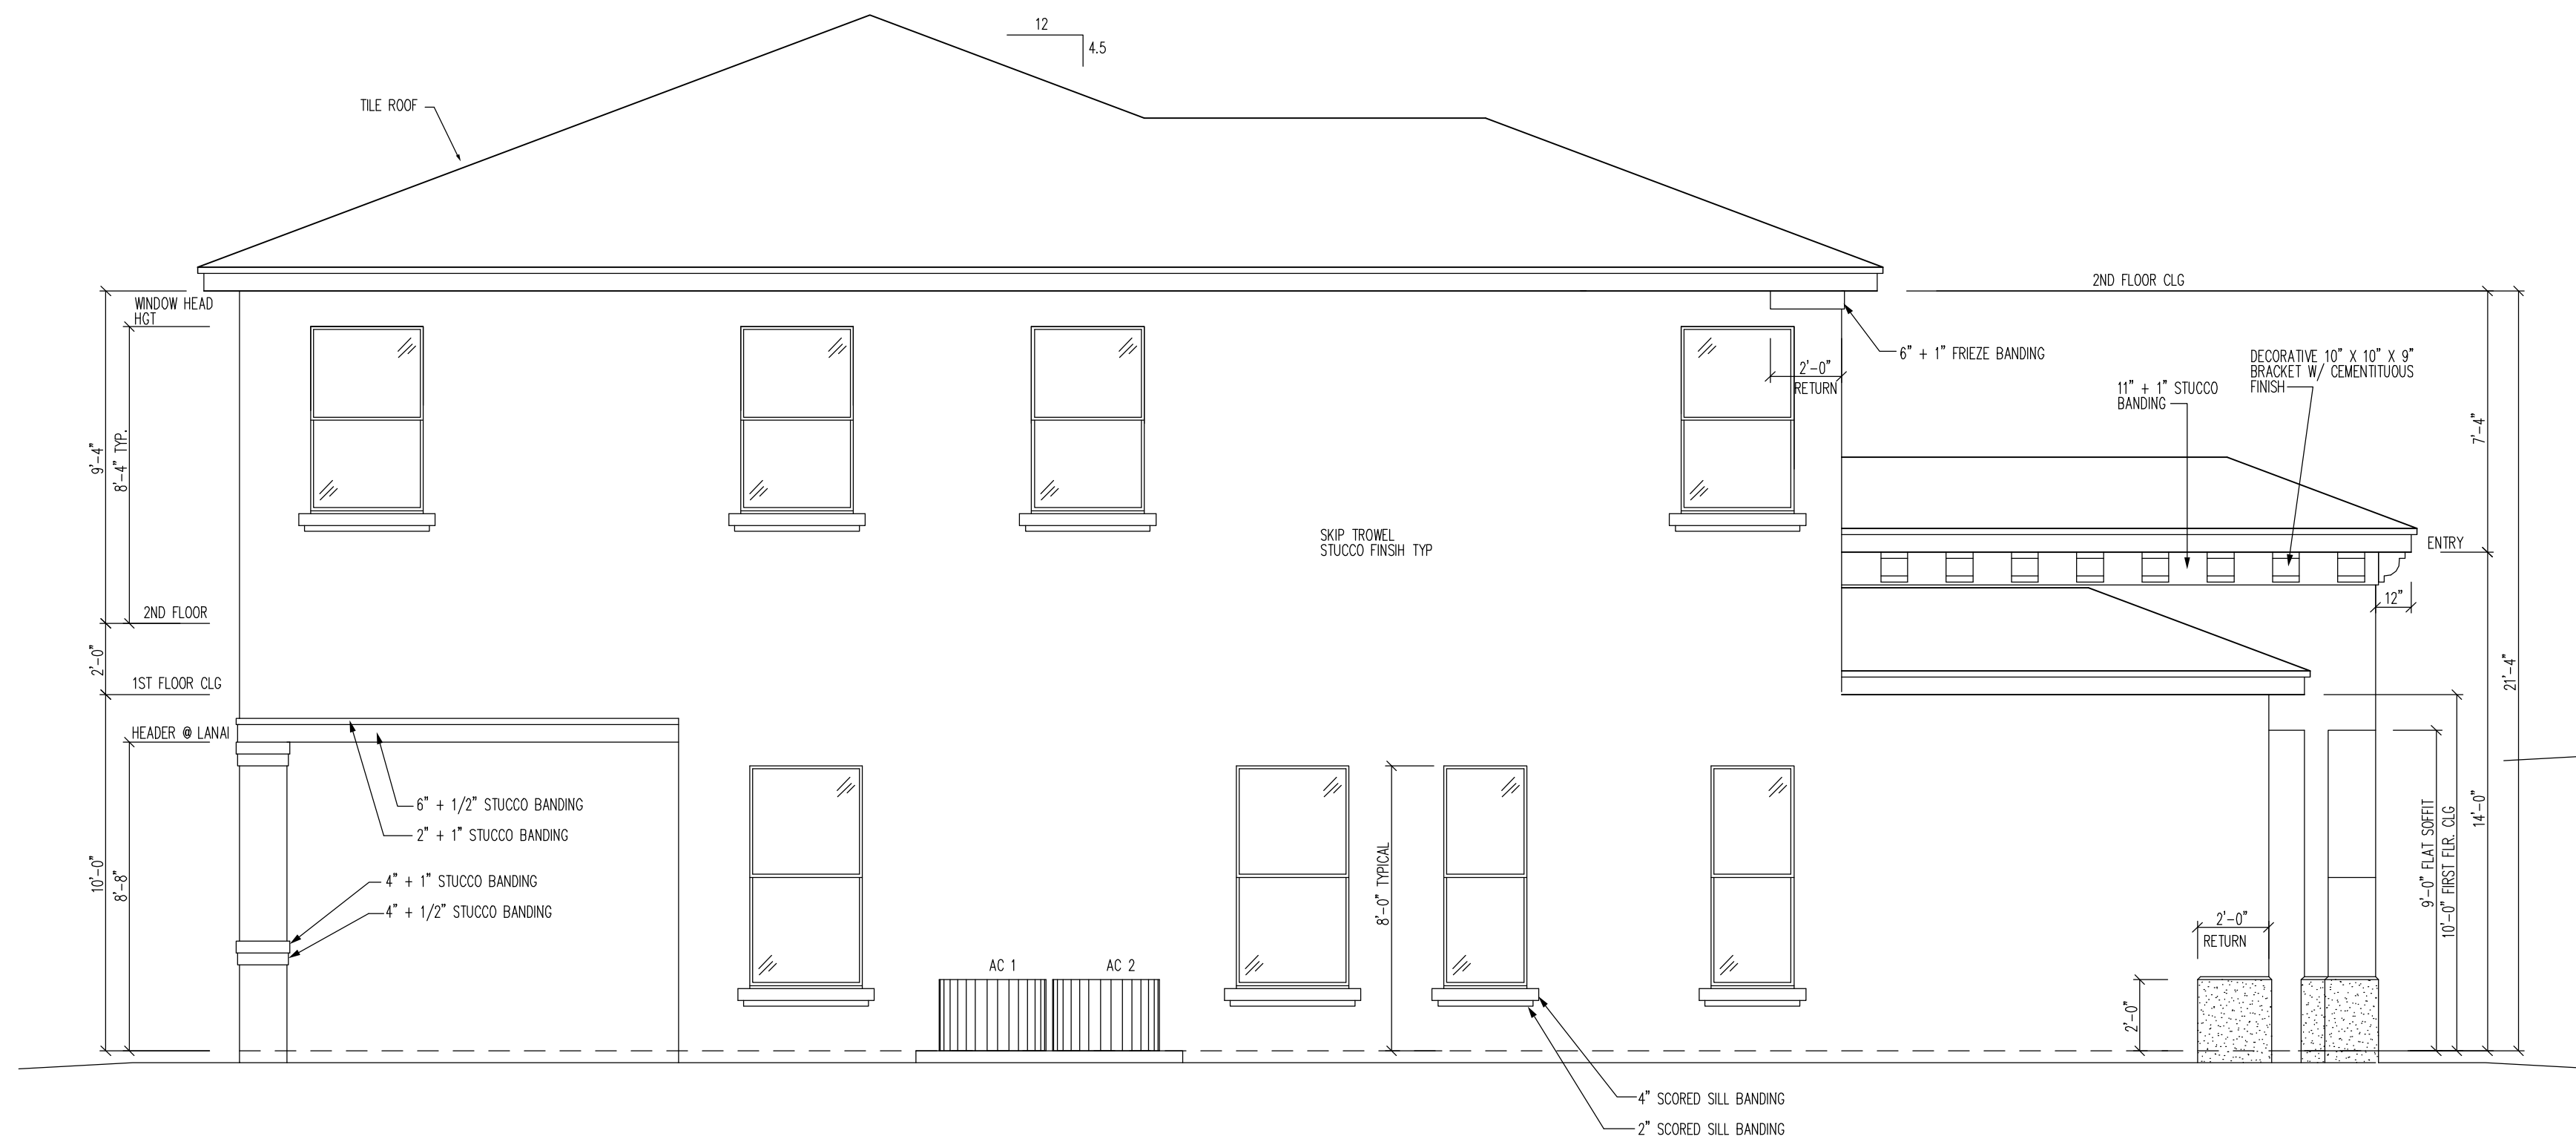 12
4.5
TILE ROOF
2ND FLOOR CLG
WINDOW HEAD
HGT
6" + 1" FRIEZE BANDING
2'-0"
RETURN
DECORATIVE 10" X 10" X 9"
BRACKET W/ CEMENTITUOUS
FINISH
11" + 1" STUCCO
BANDING
9'-4"
8'-4" TYP.
7'-4"
SKIP TROWEL
STUCCO FINSIH TYP
ENTRY
12"
2ND FLOOR
2'-0"
1ST FLOOR CLG
21'-4"
HEADER @ LANAI
6" + 1/2" STUCCO BANDING
2" + 1" STUCCO BANDING
10'-0"
8'-8"
4" + 1" STUCCO BANDING
4" + 1/2" STUCCO BANDING
8'-0" TYPICAL
9'-0" FLAT SOFFIT
10'-0" FIRST FLR. CLG
14'-0"
2'-0"
RETURN
AC 1
AC 2
2'-0"
4" SCORED SILL BANDING
2" SCORED SILL BANDING